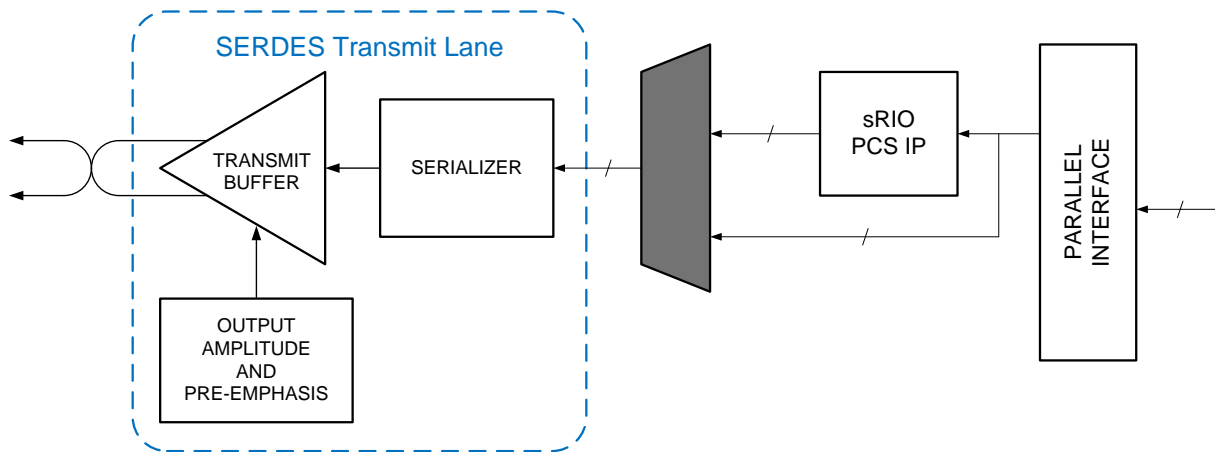 SERDES Transmit Lane
TRANSMIT
BUFFER
SERIALIZER
OUTPUT
AMPLITUDE
AND
PRE-EMPHASIS
sRIO
PCS IP
PARALLEL
INTERFACE